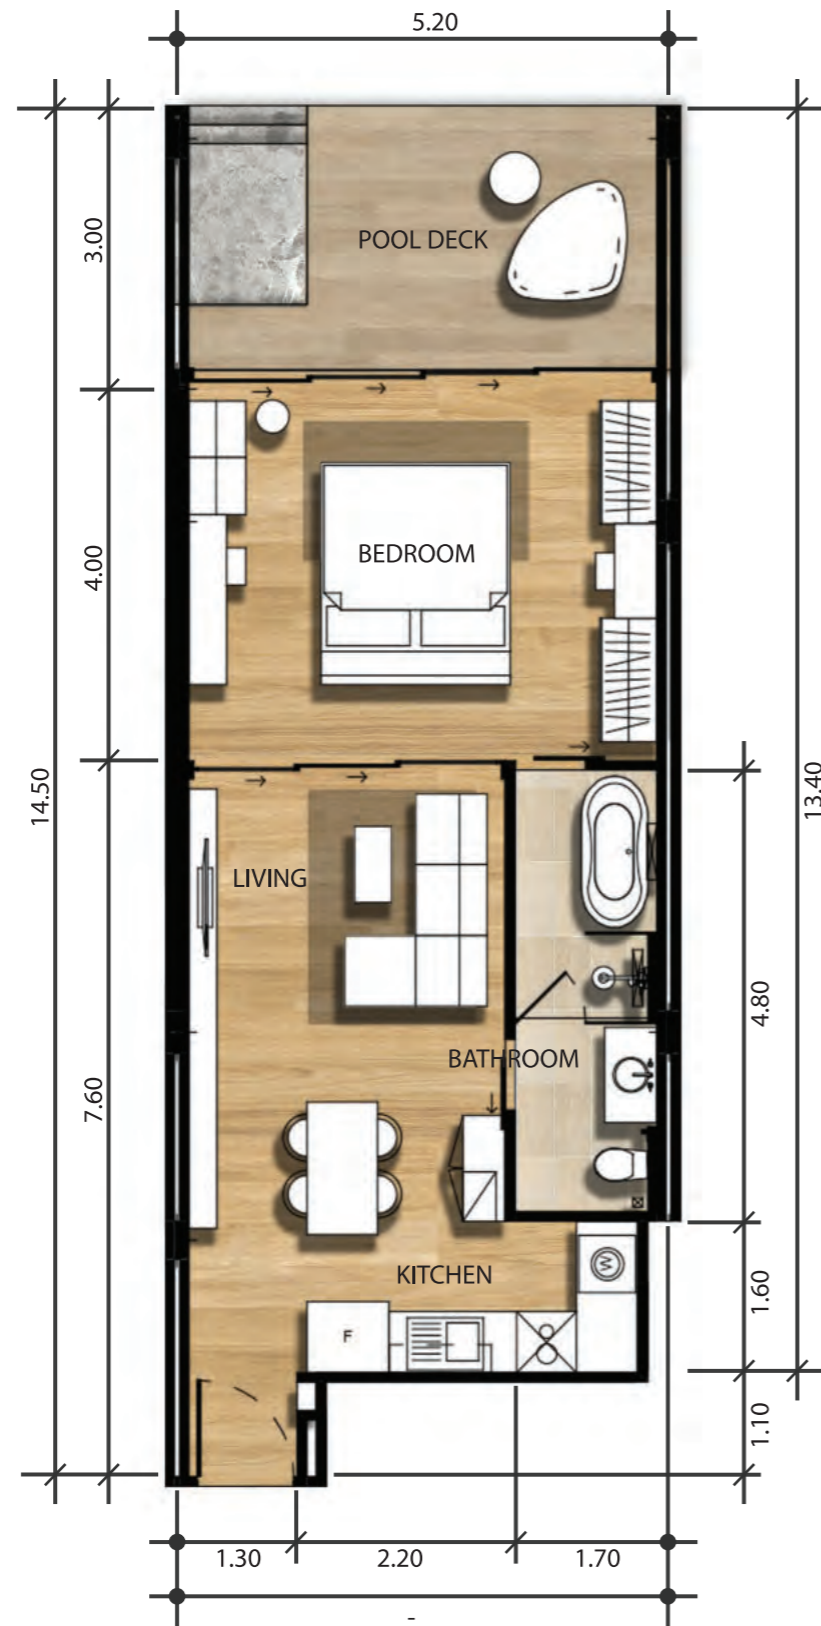 5.20
3.00
POOL DECK
4.00
BEDROOM
14.50
13.40
LIVING
4.80
BATHROOM
7.60
KITCHEN
W
1.60
F
1.10
1.30
2.20
1.70
-